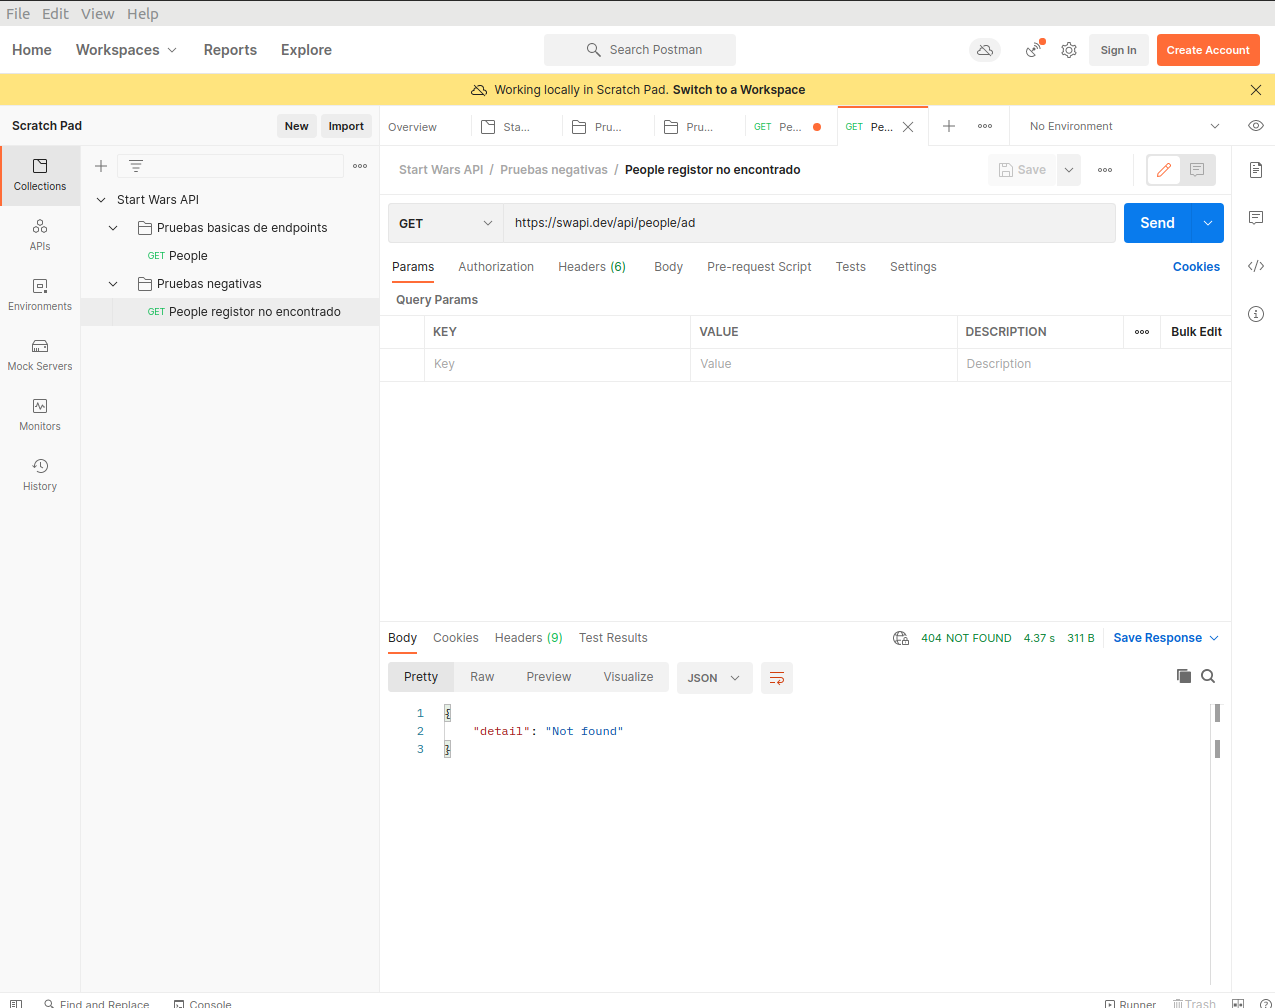 File Edit View Help
Home Workspaces Reports Explore Search Postman Sign In Create Account
Working locally in Scratch Pad. Switch to a Workspace
Scratch Pad New Import Overview Sta... Pru... Pru... GET Pe... GET Pe... No Environment
Collections
APIs
Environments
Mock Servers
Monitors
History
Start Wars API
Pruebas basicas de endpoints
GET People
Pruebas negativas
GET People registor no encontrado
Start Wars API / Pruebas negativas / People registor no encontrado Save
GET https://swapi.dev/api/people/ad Send
Params Authorization Headers (6) Body Pre-request Script Tests Settings Cookies
Query Params
KEY VALUE DESCRIPTION Bulk Edit
Key Value Description
Body Cookies Headers (9) Test Results 404 NOT FOUND 4.37 s 311 B Save Response
Pretty Raw Preview Visualize JSON
1 {
2 "detail": "Not found"
3 }
Find and Replace Console Runner Trash